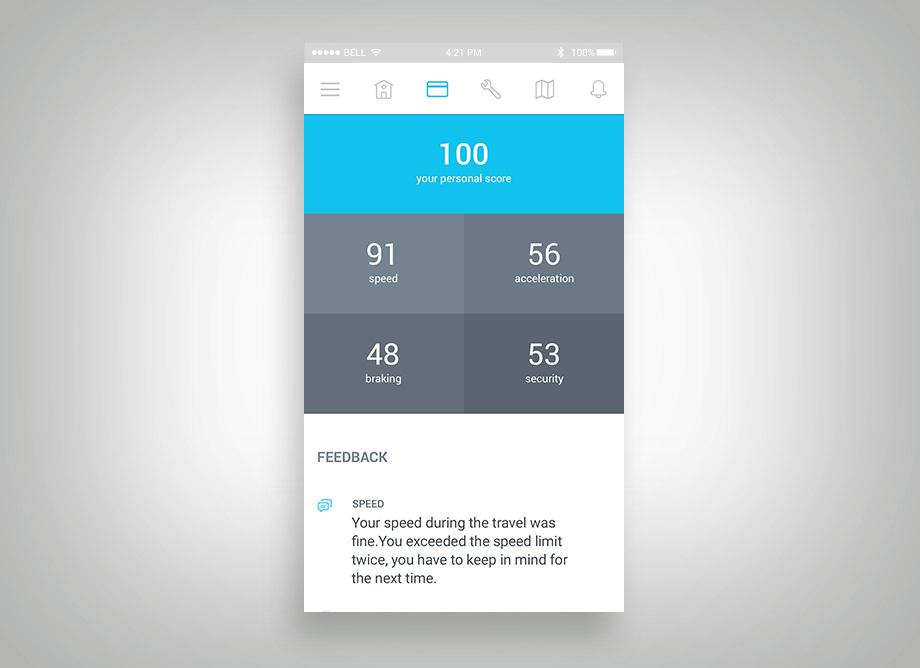 BELL 4:21 PM 100%
100
your personal score
91 56
speed acceleration
48 53
braking security
FEEDBACK
SPEED
Your speed during the travel was
fine.You exceeded the speed limit
twice, you have to keep in mind for
the next time.